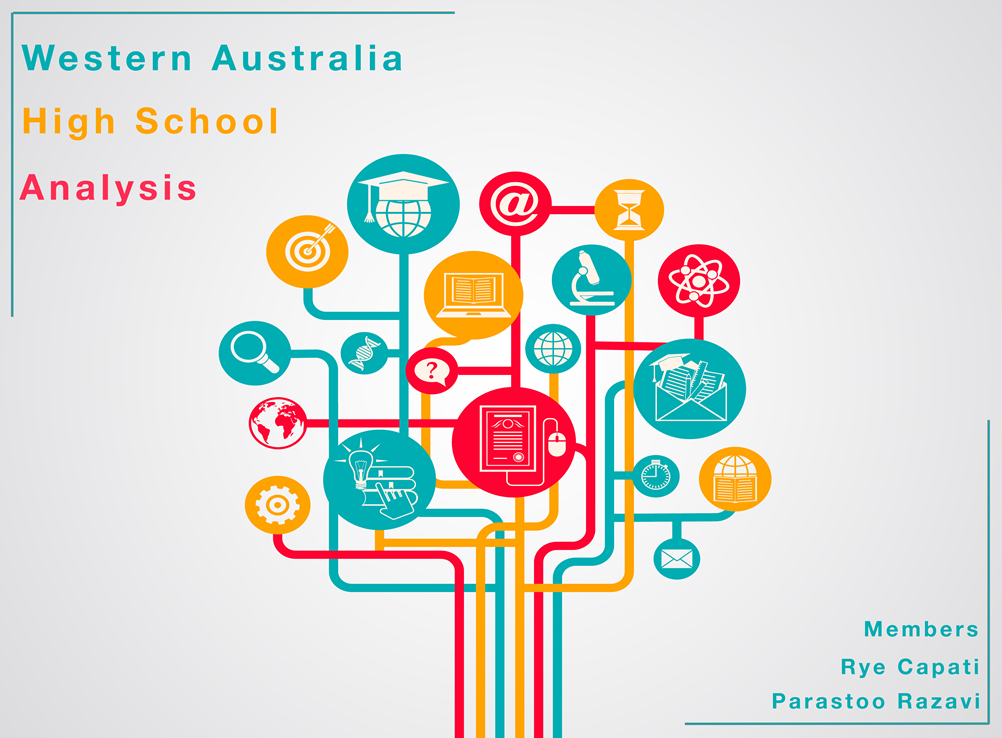 Western Australia
High School
Analysis
@
?
Members
Rye Capati
Parastoo Razavi